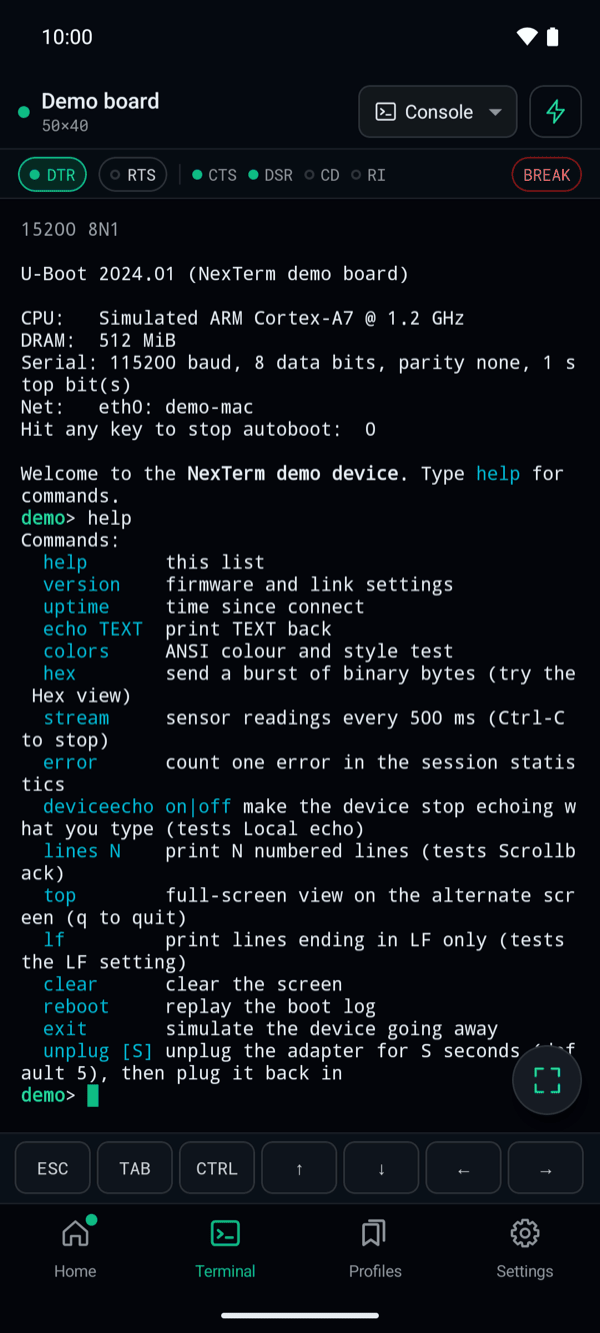 10:00
Demo board
50×40
Console
DTR
RTS
CTS
DSR
CD
RI
BREAK
15200 8N1
U-Boot 2024.01 (NexTerm demo board)
CPU:   Simulated ARM Cortex-A7 @ 1.2 GHz
DRAM:  512 MiB
Serial: 115200 baud, 8 data bits, parity none, 1 s
top bit(s)
Net:   eth0: demo-mac
Hit any key to stop autoboot:  0
Welcome to the NexTerm demo device. Type help for
commands.
demo> help
Commands:
  help       this list
  version    firmware and link settings
  uptime     time since connect
  echo TEXT  print TEXT back
  colors     ANSI colour and style test
  hex        send a burst of binary bytes (try the
 Hex view)
  stream     sensor readings every 500 ms (Ctrl-C
to stop)
  error      count one error in the session statis
tics
  deviceecho on|off make the device stop echoing w
hat you type (tests Local echo)
  lines N    print N numbered lines (tests Scrollb
ack)
  top        full-screen view on the alternate scr
een (q to quit)
  lf         print lines ending in LF only (tests
the LF setting)
  clear      clear the screen
  reboot     replay the boot log
  exit       simulate the device going away
  unplug [S] unplug the adapter for S seconds
ault 5), then plug it back in
demo>
ESC
TAB
CTRL
↑
↓
←
→
Home
Terminal
Profiles
Settings